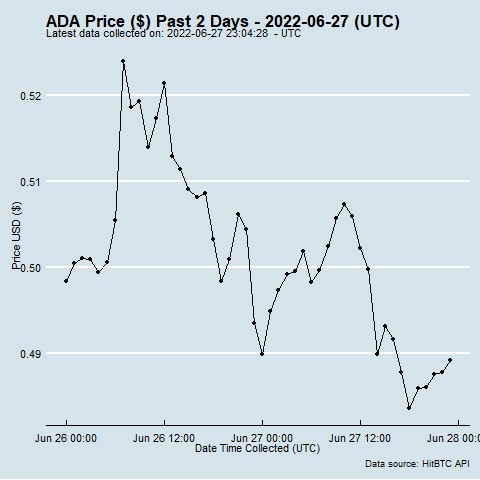 ADA Price ($) Past 2 Days - 2022-06-27 (UTC)
Latest data collected on: 2022-06-27 23:04:28 - UTC
0.52
0.51
0.50
0.49
Price USD ($)
Jun 26 00:00 Jun 26 12:00 Jun 27 00:00 Jun 27 12:00 Jun 28 00:00
Date Time Collected (UTC)
Data source: HitBTC API